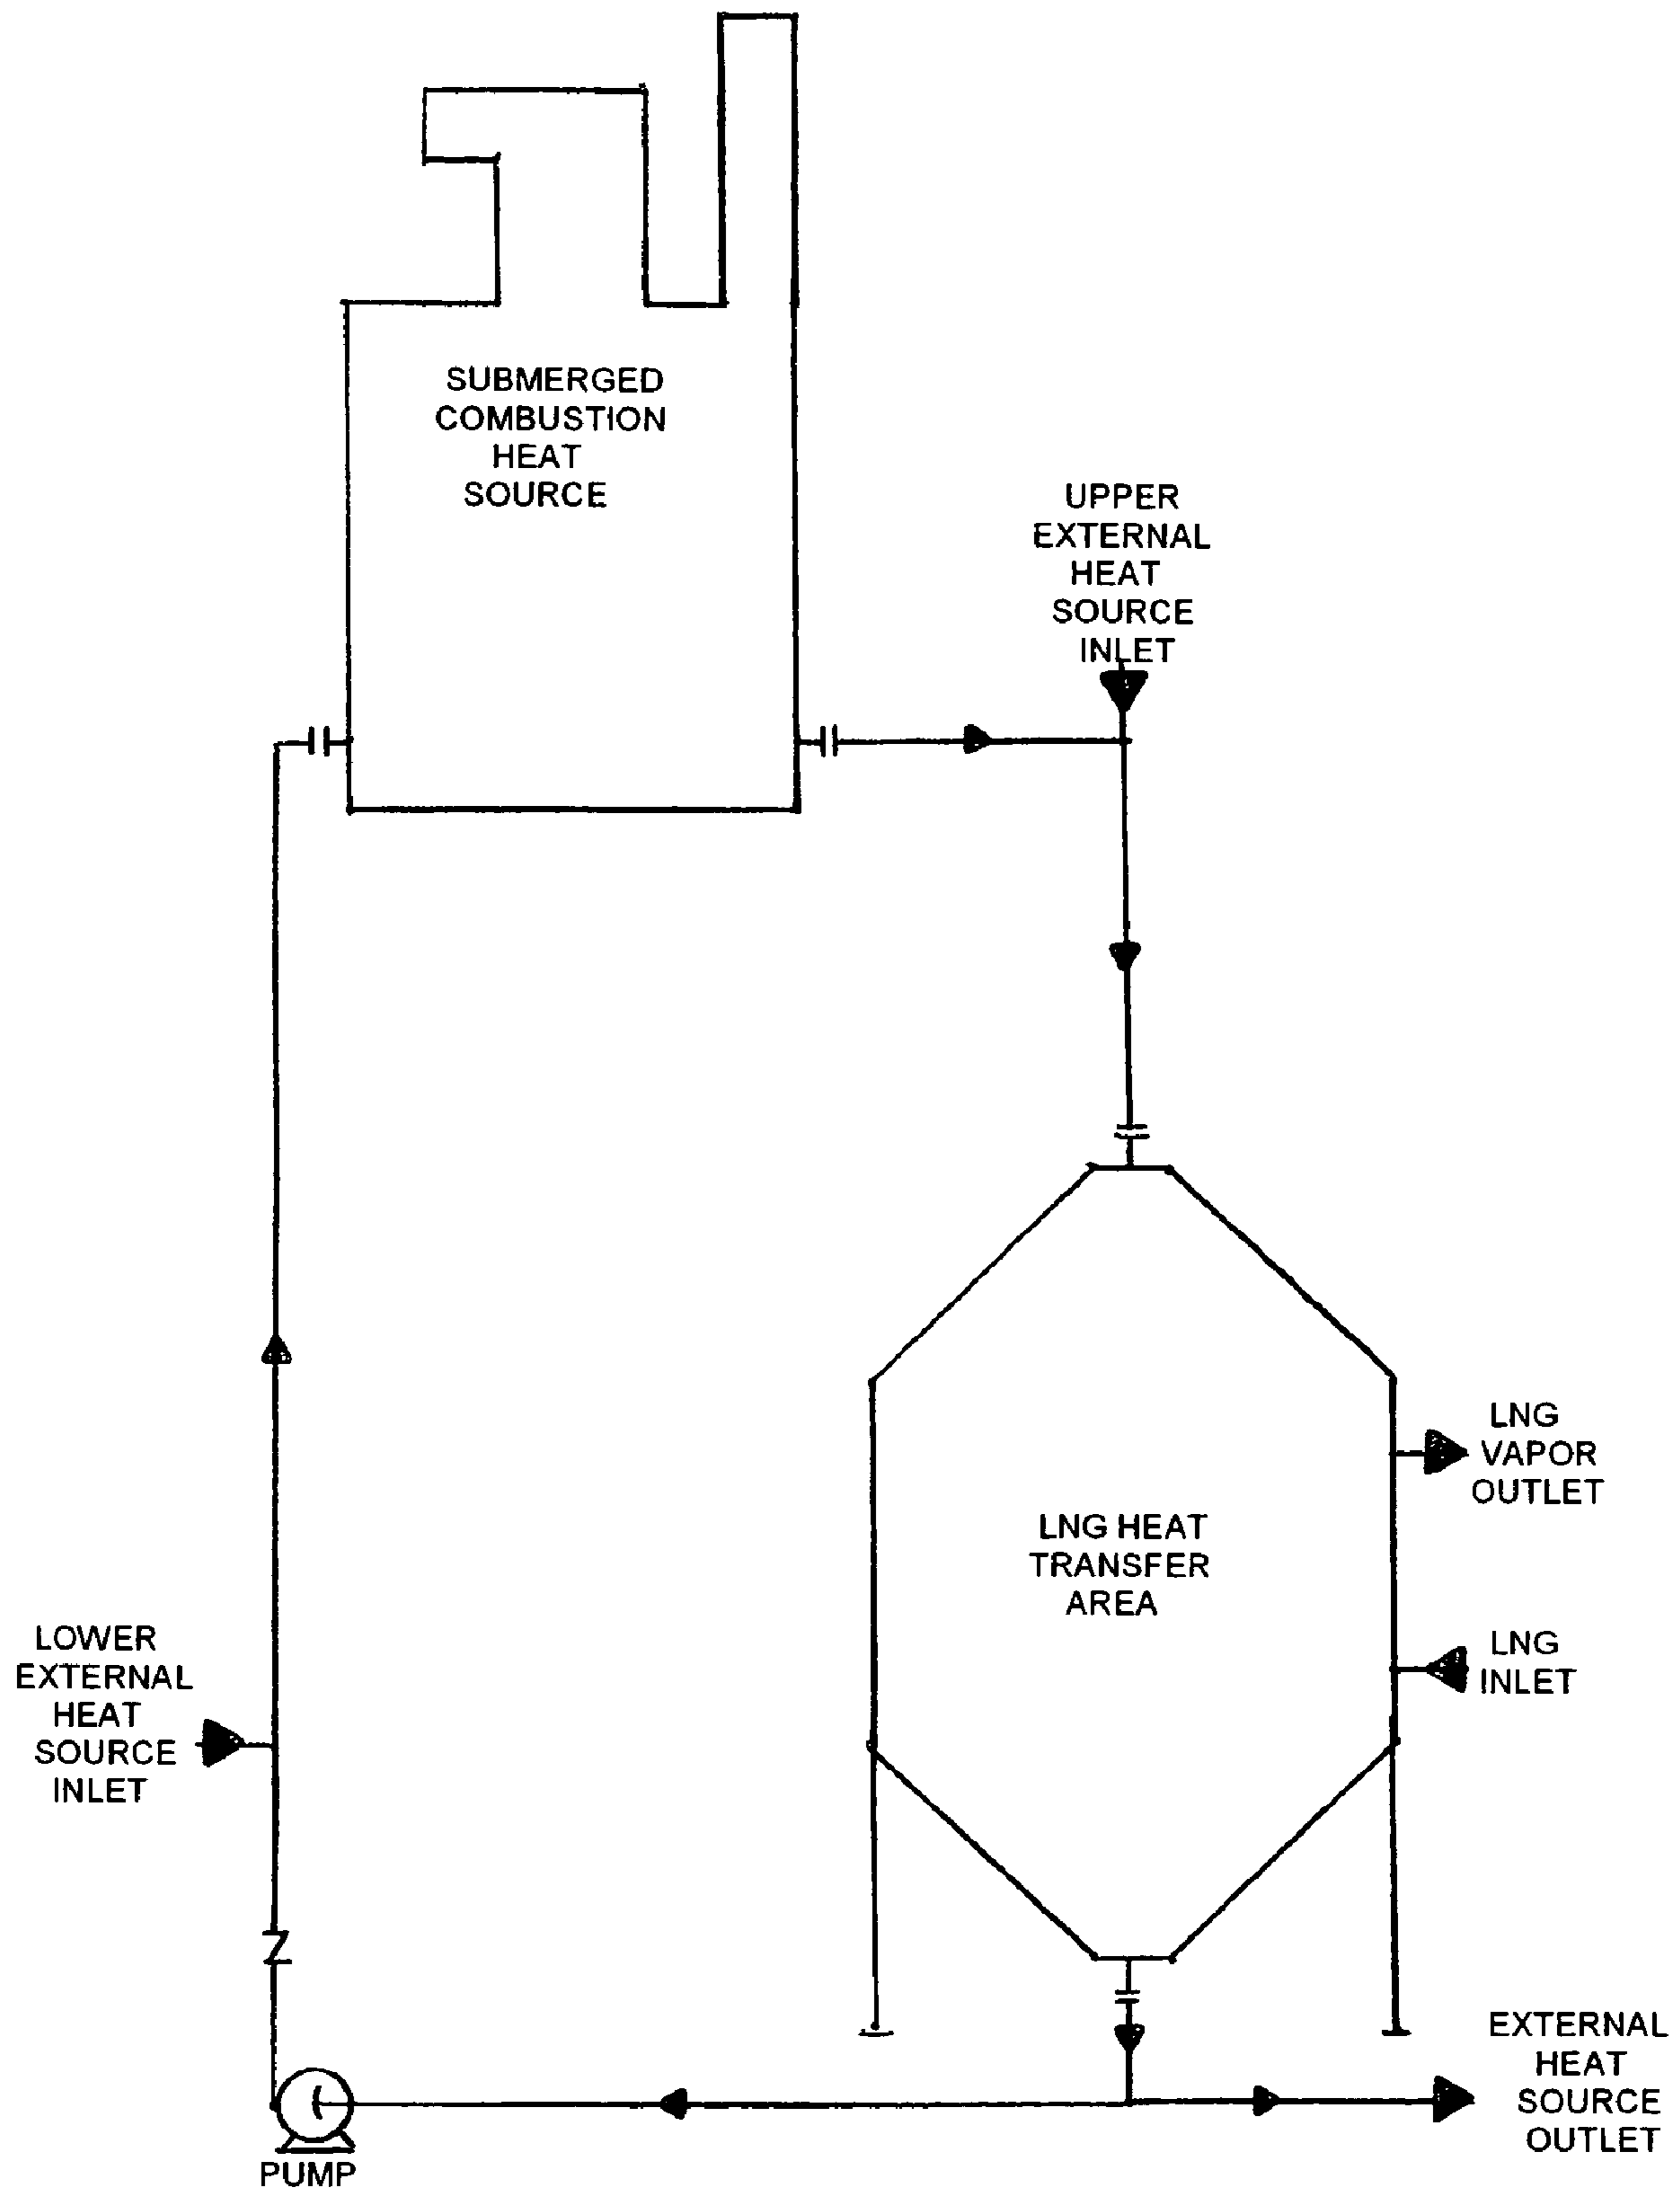 SUBMERGED
COMBUSTION
HEAT
SOURCE
UPPER
EXTERNAL
HEAT
SOURCE
INLET
LNG
VAPOR
OUTLET
LNG HEAT
TRANSFER
AREA
LNG
INLET
LOWER
EXTERNAL
HEAT
SOURCE
INLET
EXTERNAL
HEAT
SOURCE
OUTLET
PUMP